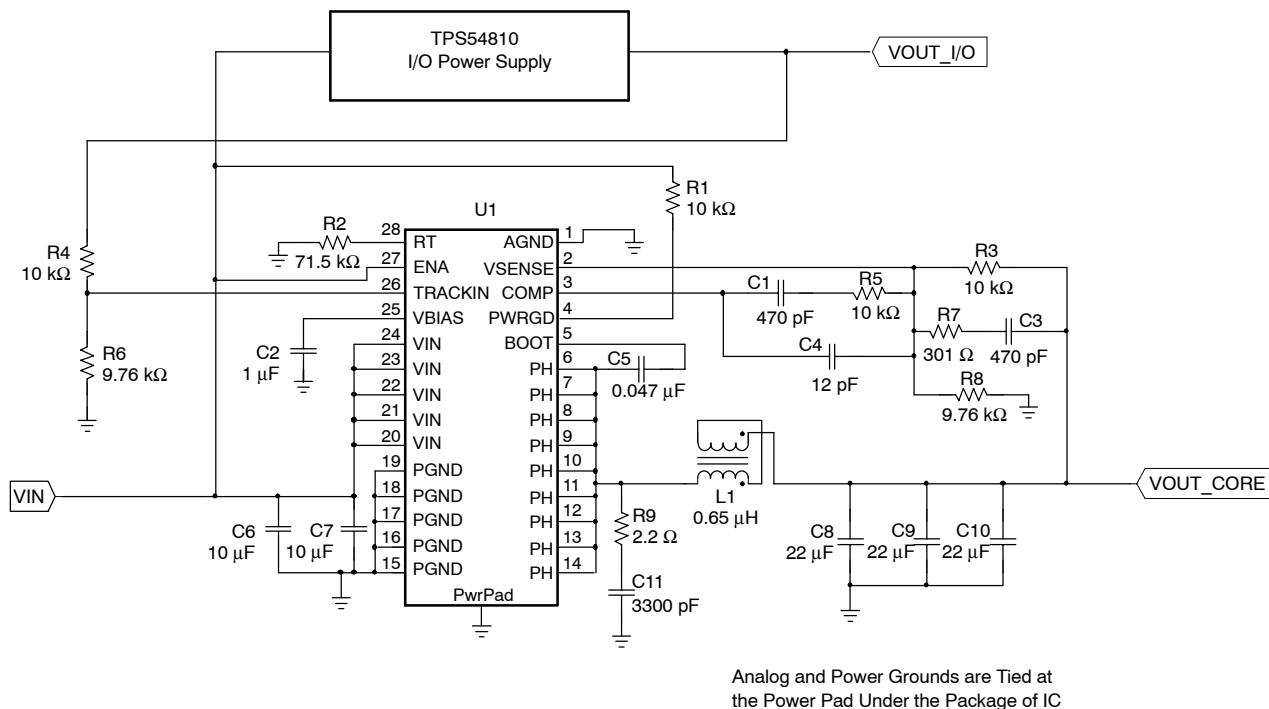 TPS54810
I/O Power Supply
VOUT_I/O
R1
10 kΩ
U1
R2
71.5 kΩ
R4
10 kΩ
R6
9.76 kΩ
C2
1 μF
28
RT
27
ENA
26
TRACKIN
25
VBIAS
24
VIN
23
VIN
22
VIN
21
VIN
20
VIN
19
PGND
18
PGND
17
PGND
16
PGND
15
PGND
AGND
1
VSENSE
2
COMP
3
PWRGD
4
BOOT
5
PH
6
PH
7
PH
8
PH
9
PH
10
PH
11
PH
12
PH
13
PH
14
PwrPad
C1
470 pF
R5
10 kΩ
R3
10 kΩ
R7
301 Ω
C3
470 pF
C4
12 pF
R8
9.76 kΩ
C5
0.047 μF
L1
0.65 μH
R9
2.2 Ω
C11
3300 pF
VIN
C6
10 μF
C7
10 μF
C8
22 μF
C9
22 μF
C10
22 μF
VOUT_CORE
Analog and Power Grounds are Tied at
the Power Pad Under the Package of IC